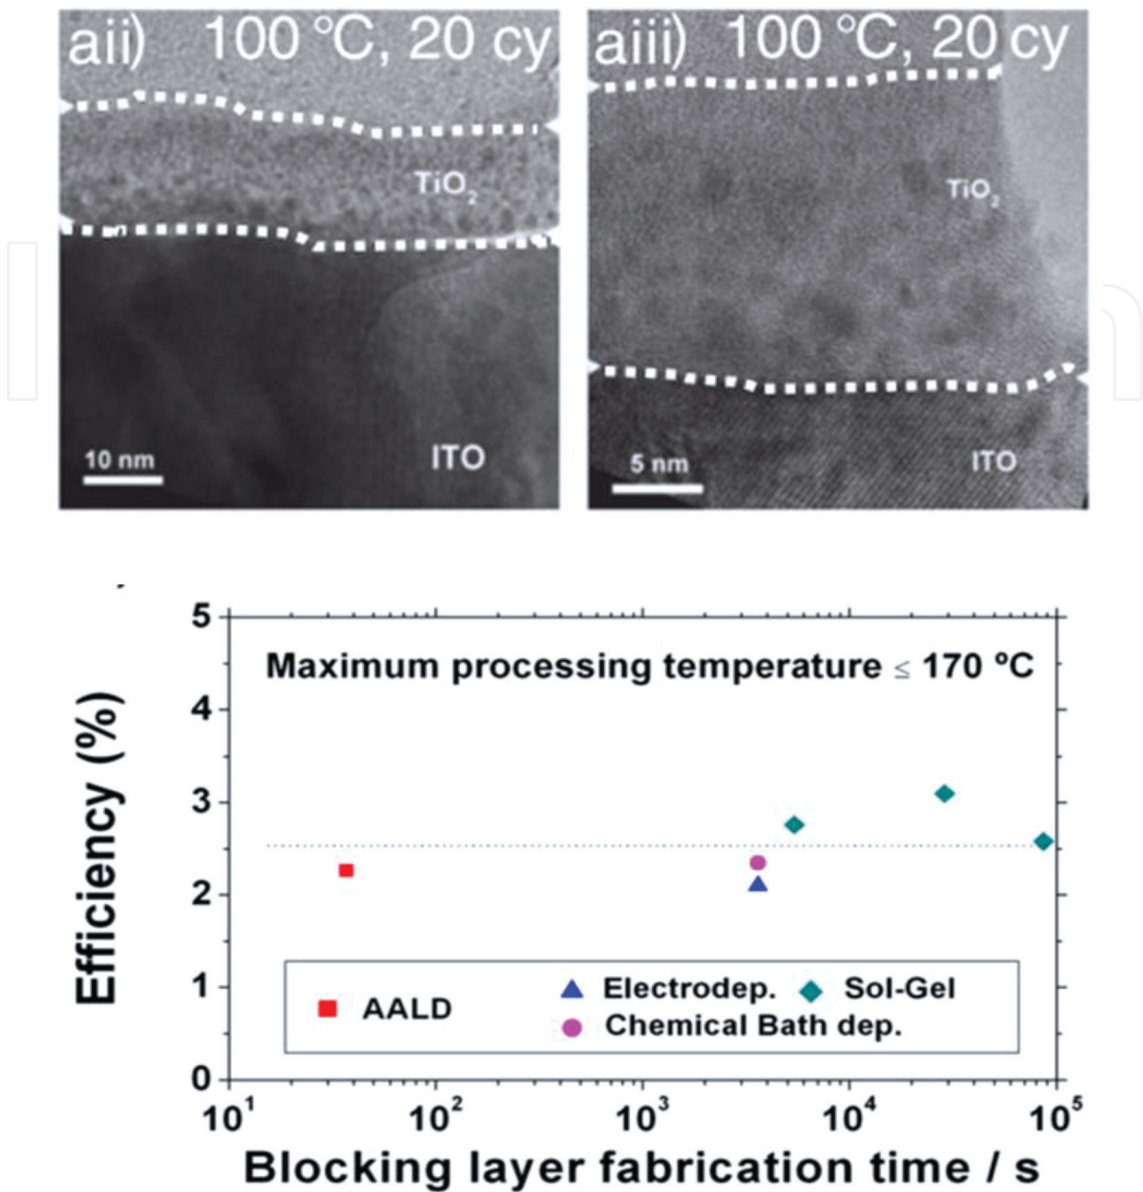 aii) 100 °C, 20 cy
TiO₂
10 nm
ITO
aiii) 100 °C, 20 cy
TiO₂
5 nm
ITO
5
4
3
2
1
0
Efficiency (%)
Maximum processing temperature ≤ 170 ºC
AALD
Electrodep.
Sol-Gel
Chemical Bath dep.
10¹ 10² 10³ 10⁴ 10⁵
Blocking layer fabrication time / s